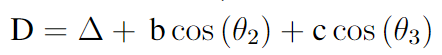 D = Δ + b cos (θ₂) + c cos (θ₃)